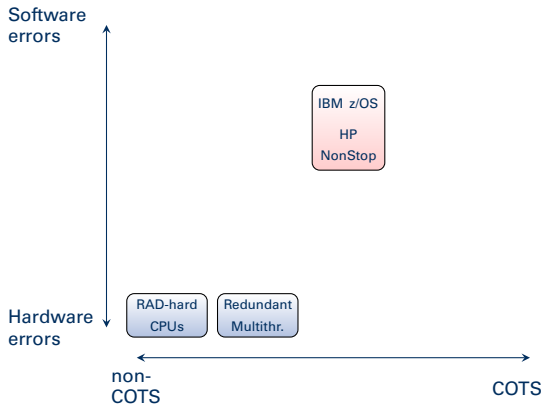 Software
errors
IBM z/OS
HP
NonStop
RAD-hard
CPUs
Redundant
Multithr.
Hardware
errors
non-
COTS
COTS